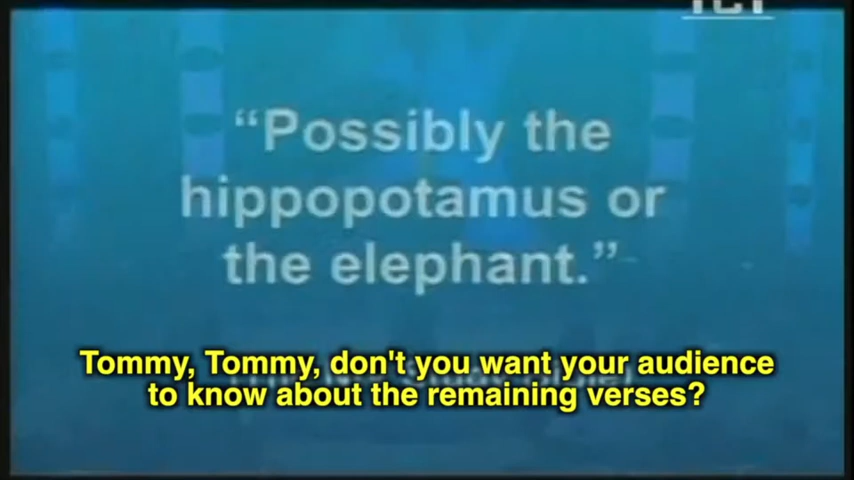 TCT
“Possibly the
hippopotamus or
the elephant.”
Tommy, Tommy, don't you want your audience
to know about the remaining verses?